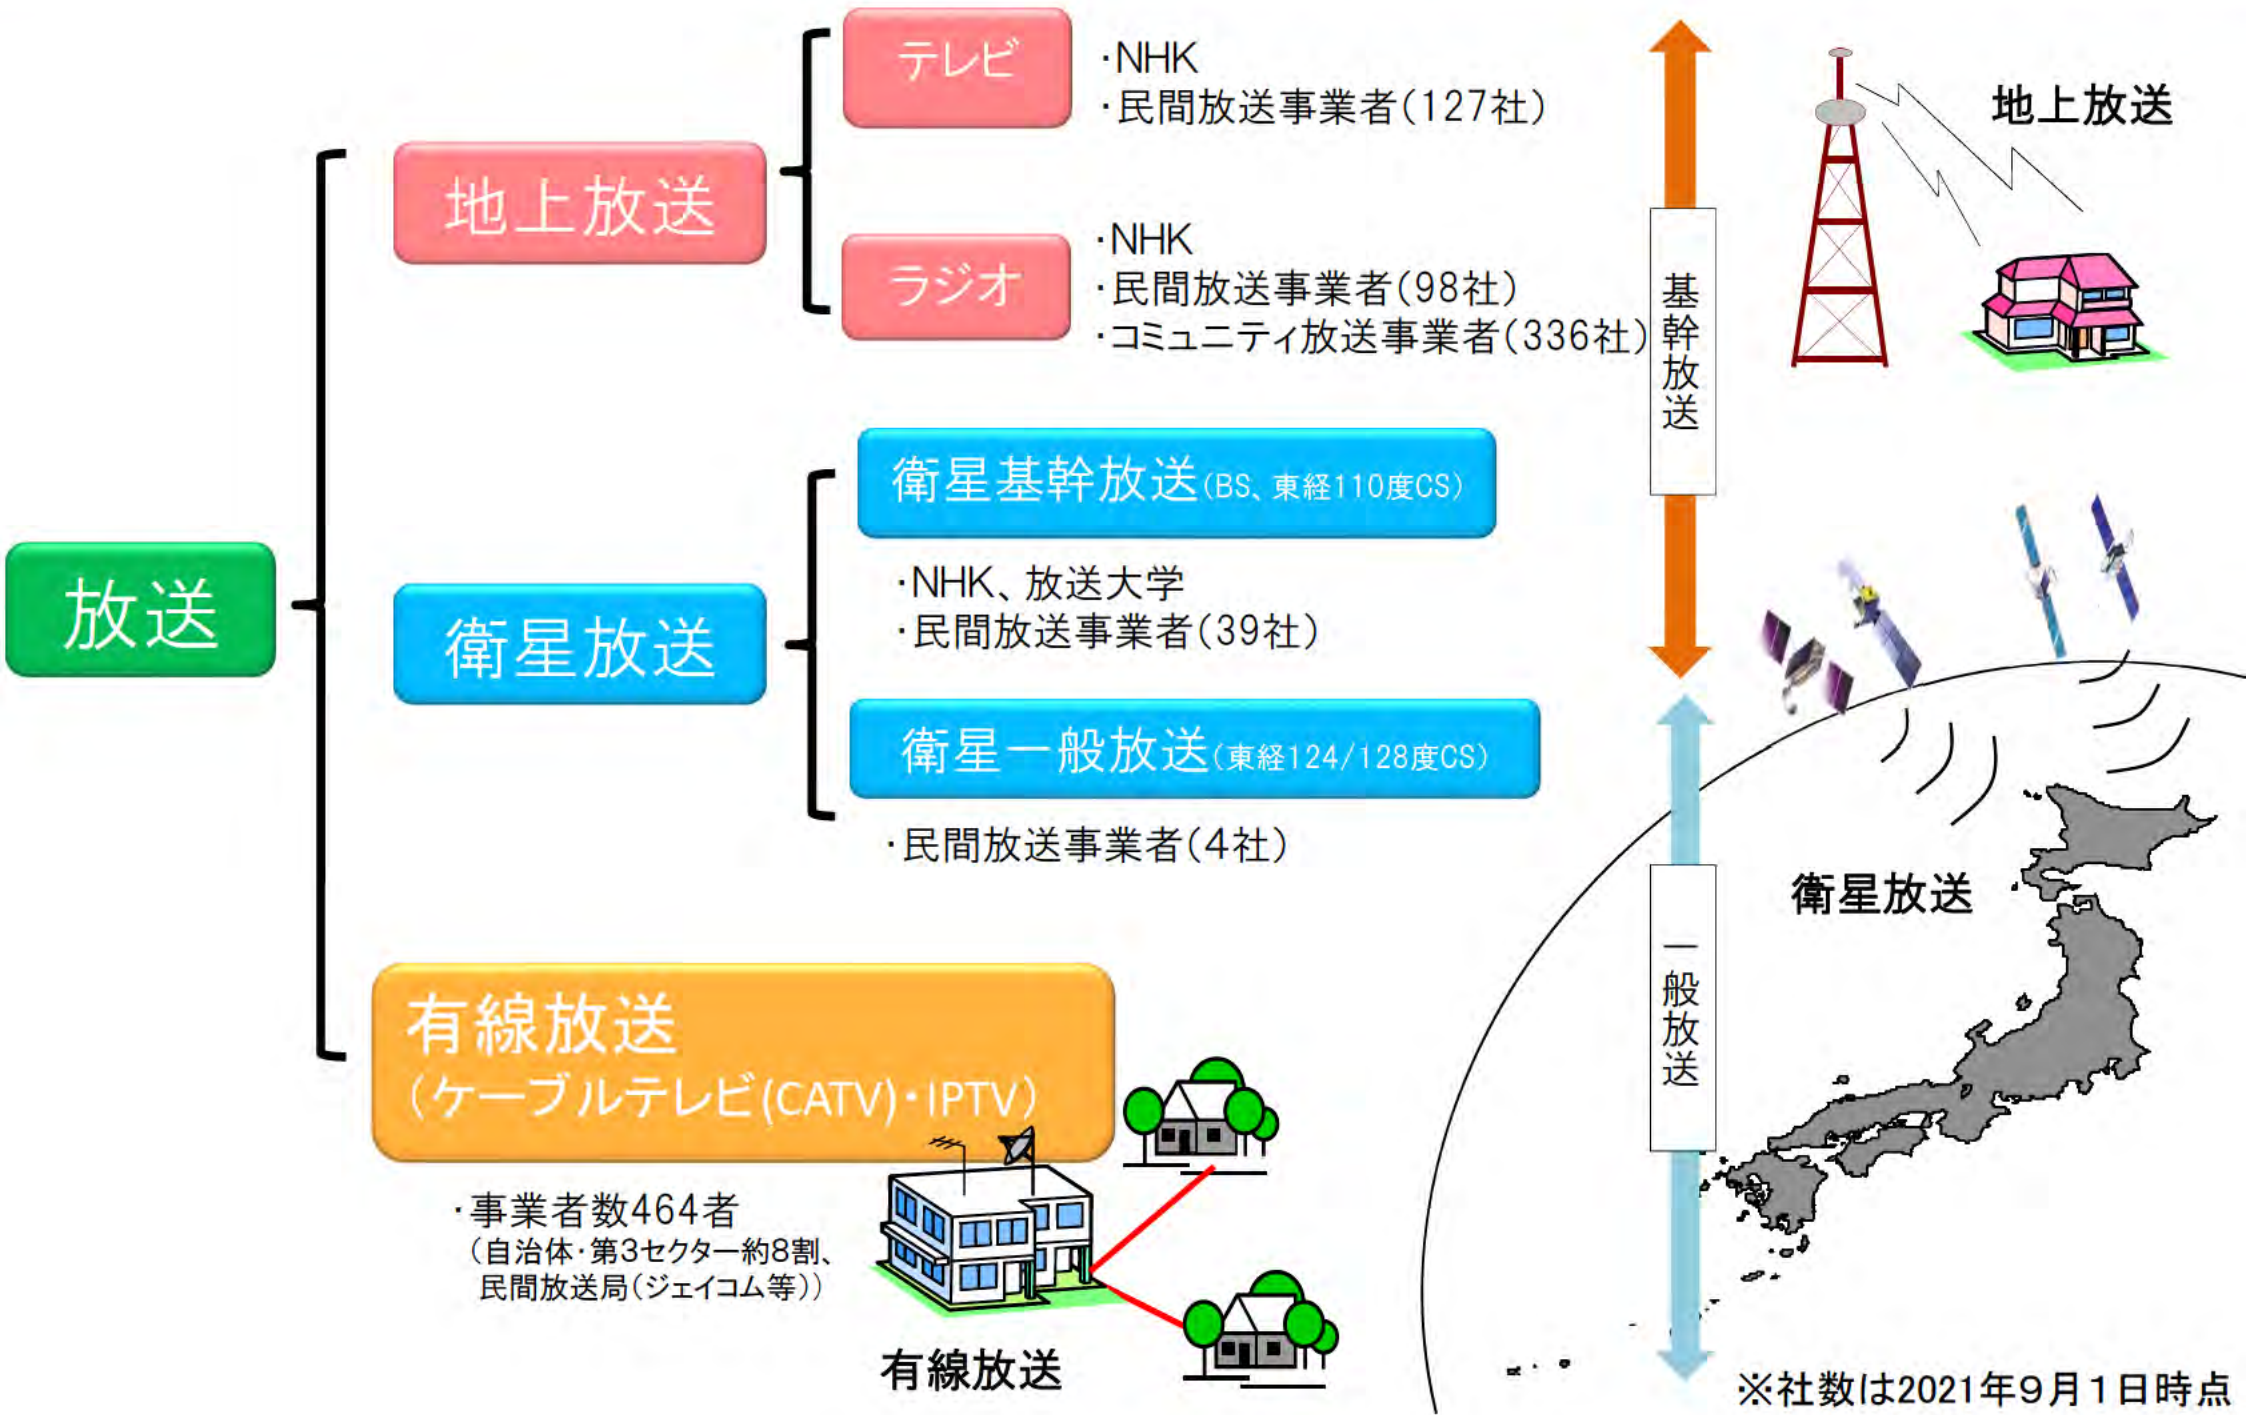 放送
地上放送
テレビ
・NHK
・民間放送事業者(127社)
ラジオ
・NHK
・民間放送事業者(98社)
・コミュニティ放送事業者(336社)
衛星放送
衛星基幹放送(BS、東経110度CS)
・NHK、放送大学
・民間放送事業者(39社)
衛星一般放送(東経124/128度CS)
・民間放送事業者(4社)
有線放送
(ケーブルテレビ(CATV)・IPTV)
・事業者数464者
(自治体・第3セクター約8割、
民間放送局(ジェイコム等))
有線放送
基幹放送
一般放送
地上放送
衛星放送
※社数は2021年9月1日時点